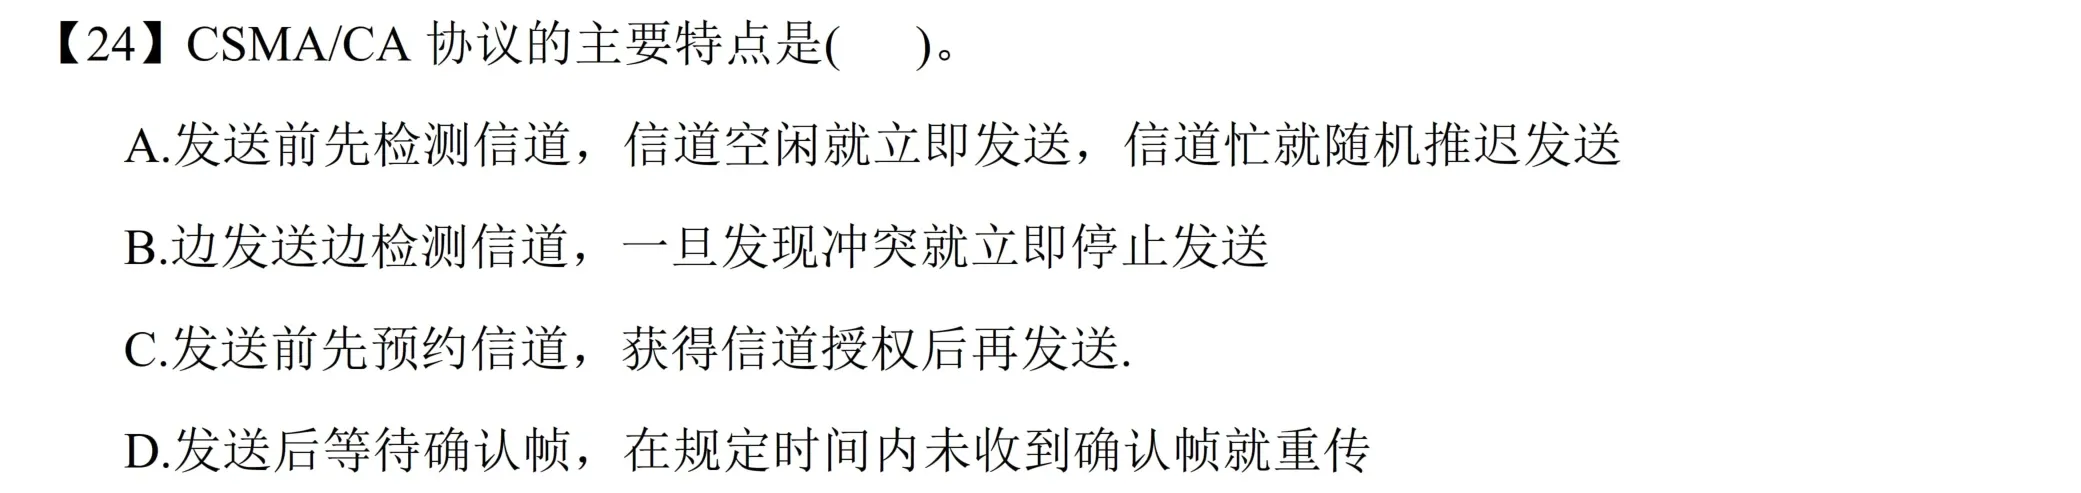 【24】CSMA/CA 协议的主要特点是(  )。
A.发送前先检测信道，信道空闲就立即发送，信道忙就随机推迟发送
B.边发送边检测信道，一旦发现冲突就立即停止发送
C.发送前先预约信道，获得信道授权后再发送.
D.发送后等待确认帧，在规定时间内未收到确认帧就重传